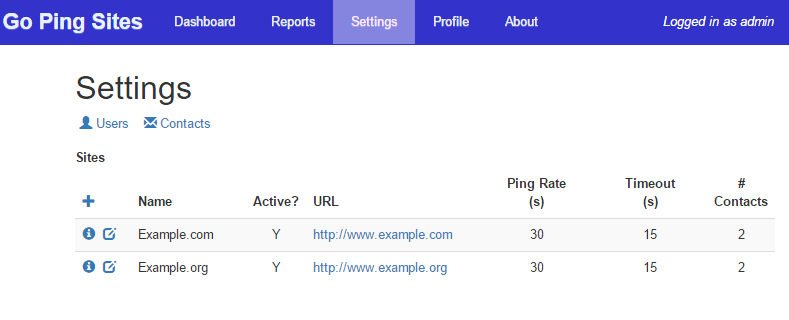 Go Ping Sites Dashboard Reports Settings Profile About Logged in as admin
Settings
Users Contacts
Sites
Name Active? URL Ping Rate (s) Timeout (s) # Contacts
Example.com Y http://www.example.com 30 15 2
Example.org Y http://www.example.org 30 15 2